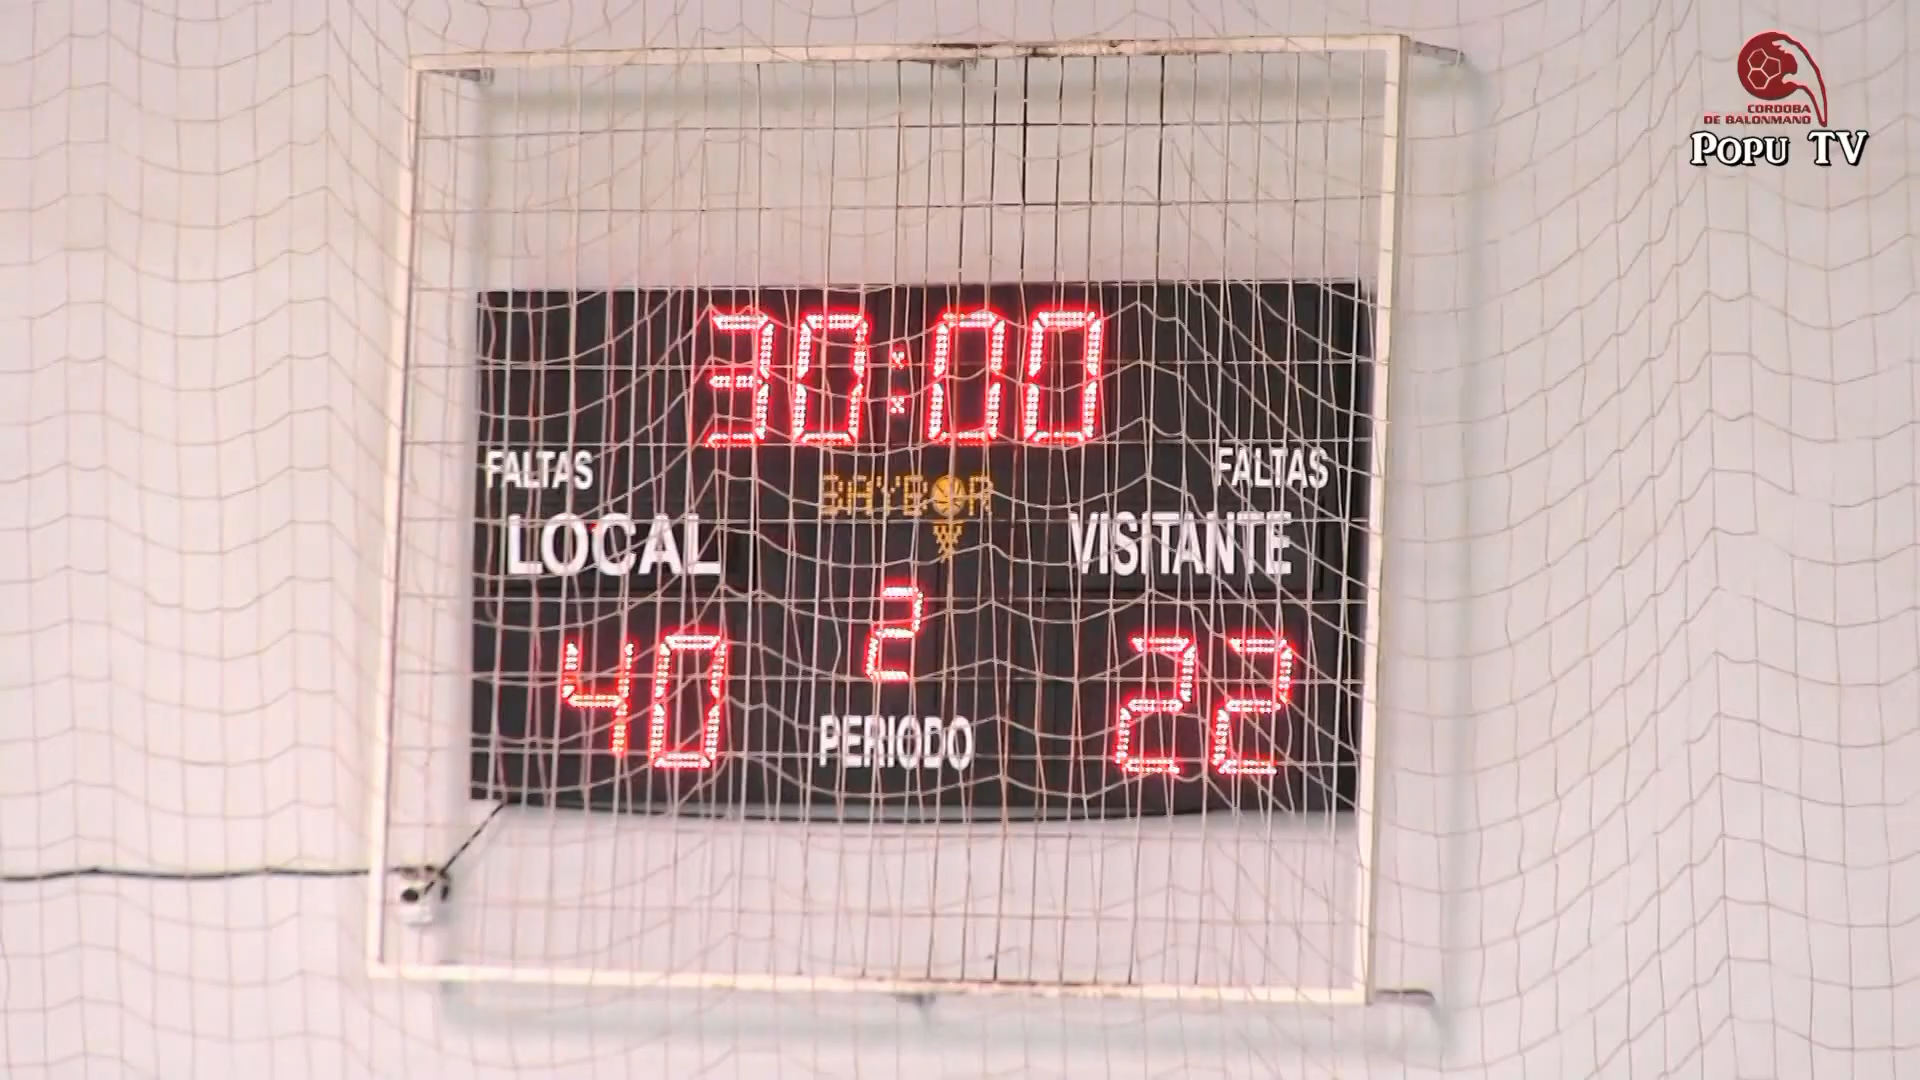 CORDOBA
DE BALONMANO
POPU TV
30:00
FALTAS FALTAS
BAYBOR
LOCAL VISITANTE
2
40 22
PERIODO